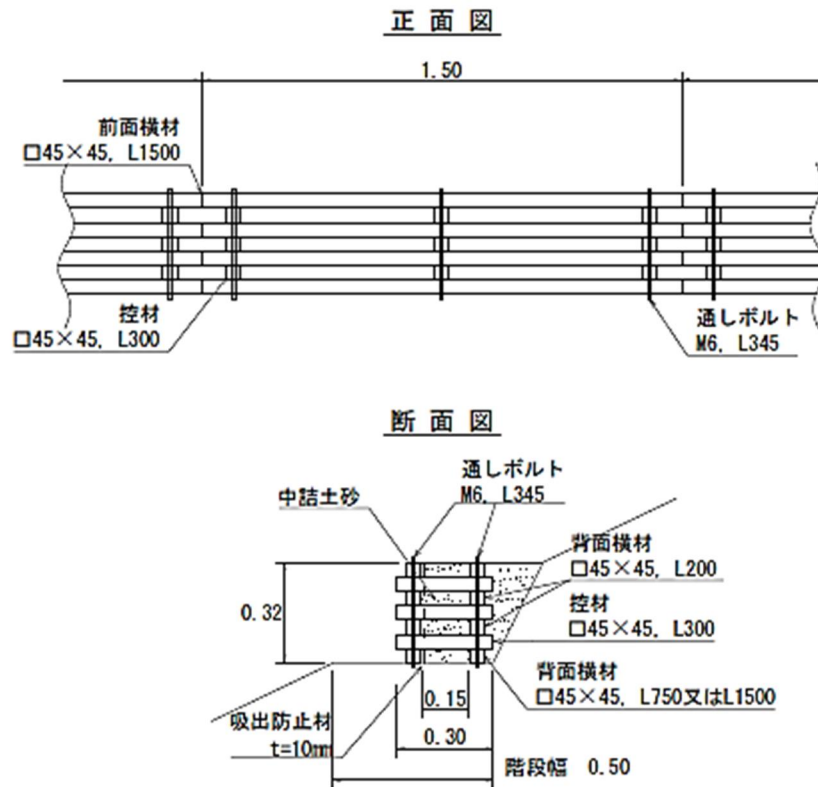 正面図
1.50
前面横材
□45×45, L1500
控材
□45×45, L300
通しボルト
M6, L345
断面図
通しボルト
M6, L345
中詰土砂
背面横材
□45×45, L200
控材
□45×45, L300
0.32
背面横材
□45×45, L750又はL1500
0.15
吸出防止材
t=10mm
0.30
階段幅 0.50